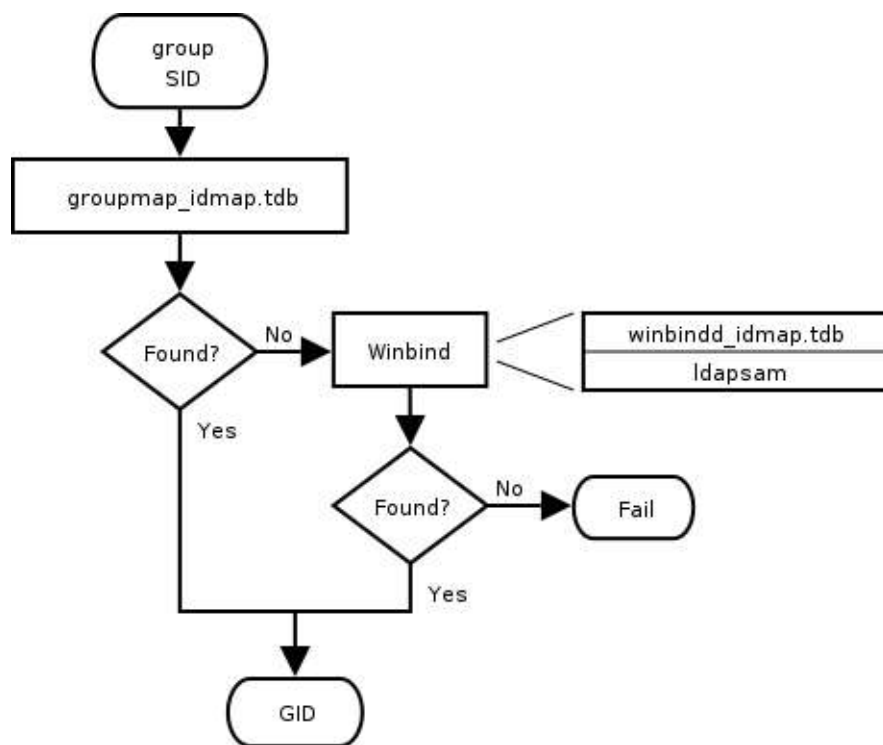 group
SID
groupmap_idmap.tdb
Found?
No
Winbind
winbindd_idmap.tdb
ldapsam
Yes
Found?
No
Fail
Yes
GID